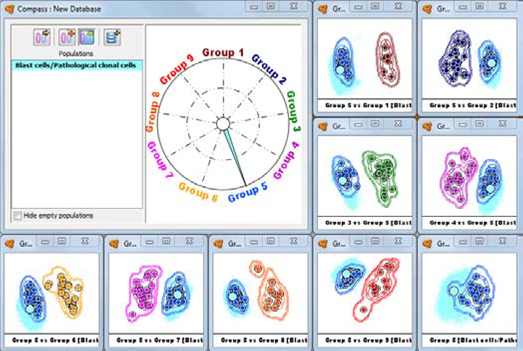 Compass : New Database
Populations
Blast cells/Pathological clonal cells
Group 1
Group 2
Group 3
Group 4
Group 5
Group 6
Group 7
Group 8
Group 9
Hide empty populations
Gr...
Group 5 vs Group 1 [Blast
Gr...
Group 5 vs Group 2 [Blast
Gr...
Group 3 vs Group 5 [Blast
Gr...
Group 4 vs Group 5 [Blast
Gr...
Group 5 vs Group 6 [Blast
Gr...
Group 5 vs Group 7 [Blast
Gr...
Group 5 vs Group 8 [Blast
Gr...
Group 5 vs Group 9 [Blast
Gr...
Group 5 [Blast cells/Patho